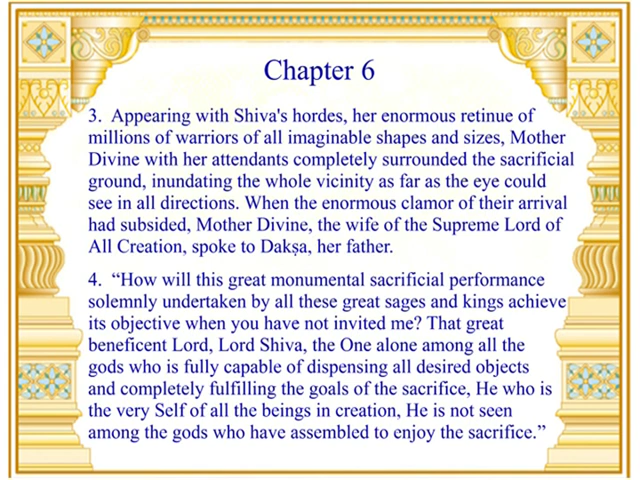 Chapter 6
3.  Appearing with Shiva's hordes, her enormous retinue of
millions of warriors of all imaginable shapes and sizes, Mother
Divine with her attendants completely surrounded the sacrificial
ground, inundating the whole vicinity as far as the eye could
see in all directions. When the enormous clamor of their arrival
had subsided, Mother Divine, the wife of the Supreme Lord of
All Creation, spoke to Dakṣa, her father.
4.  “How will this great monumental sacrificial performance
solemnly undertaken by all these great sages and kings achieve
its objective when you have not invited me? That great
beneficent Lord, Lord Shiva, the One alone among all the
gods who is fully capable of dispensing all desired objects
and completely fulfilling the goals of the sacrifice, He who is
the very Self of all the beings in creation, He is not seen
among the gods who have assembled to enjoy the sacrifice.”